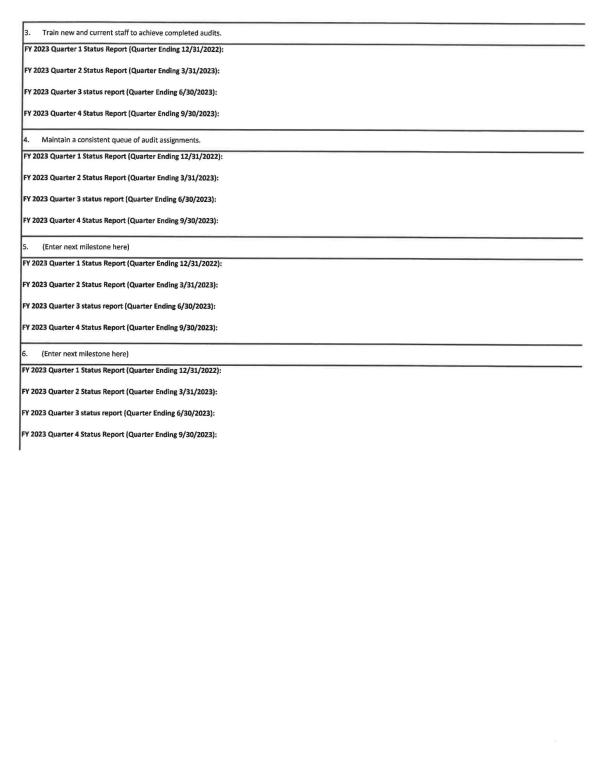 3. Train new and current staff to achieve completed audits.
FY 2023 Quarter 1 Status Report (Quarter Ending 12/31/2022):
FY 2023 Quarter 2 Status Report (Quarter Ending 3/31/2023):
FY 2023 Quarter 3 status report (Quarter Ending 6/30/2023):
FY 2023 Quarter 4 Status Report (Quarter Ending 9/30/2023):
4. Maintain a consistent queue of audit assignments.
FY 2023 Quarter 1 Status Report (Quarter Ending 12/31/2022):
FY 2023 Quarter 2 Status Report (Quarter Ending 3/31/2023):
FY 2023 Quarter 3 status report (Quarter Ending 6/30/2023):
FY 2023 Quarter 4 Status Report (Quarter Ending 9/30/2023):
5. (Enter next milestone here)
FY 2023 Quarter 1 Status Report (Quarter Ending 12/31/2022):
FY 2023 Quarter 2 Status Report (Quarter Ending 3/31/2023):
FY 2023 Quarter 3 status report (Quarter Ending 6/30/2023):
FY 2023 Quarter 4 Status Report (Quarter Ending 9/30/2023):
6. (Enter next milestone here)
FY 2023 Quarter 1 Status Report (Quarter Ending 12/31/2022):
FY 2023 Quarter 2 Status Report (Quarter Ending 3/31/2023):
FY 2023 Quarter 3 status report (Quarter Ending 6/30/2023):
FY 2023 Quarter 4 Status Report (Quarter Ending 9/30/2023):